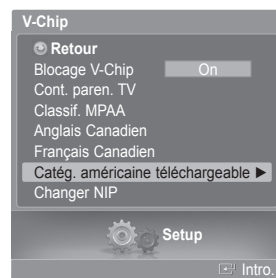 V-Chip
Retour
Blocage V-Chip On
Cont. paren. TV
Classif. MPAA
Anglais Canadien
Français Canadien
Catég. américaine téléchargeable ►
Changer NIP
Setup
Intro.